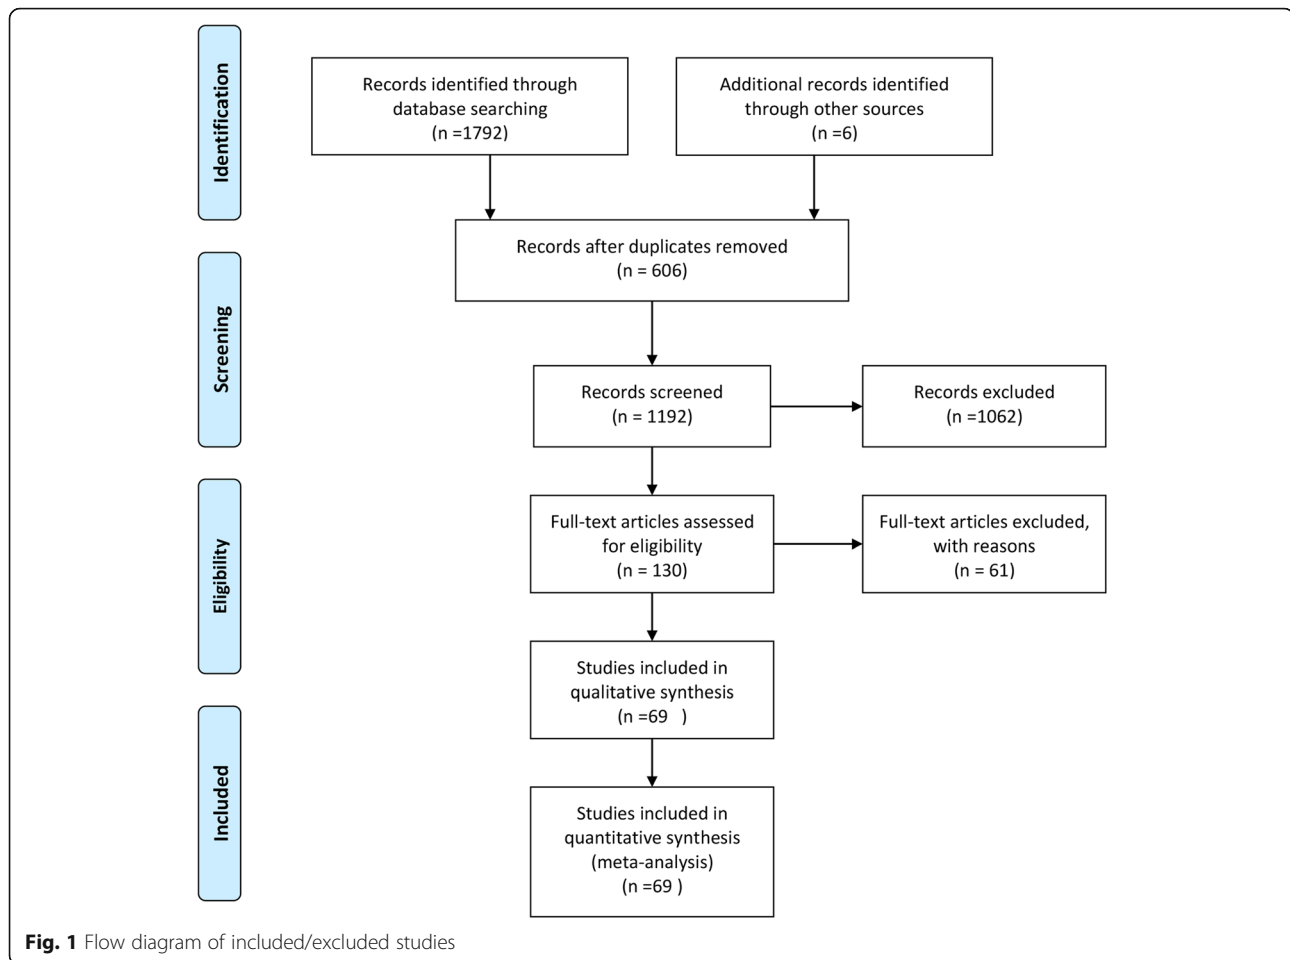 Identification
Records identified through
database searching
(n =1792)
Additional records identified
through other sources
(n =6)
Records after duplicates removed
(n = 606)
Screening
Records screened
(n = 1192)
Records excluded
(n =1062)
Eligibility
Full-text articles assessed
for eligibility
(n = 130)
Full-text articles excluded,
with reasons
(n = 61)
Studies included in
qualitative synthesis
(n =69   )
Included
Studies included in
quantitative synthesis
(meta-analysis)
(n =69 )
Fig. 1 Flow diagram of included/excluded studies